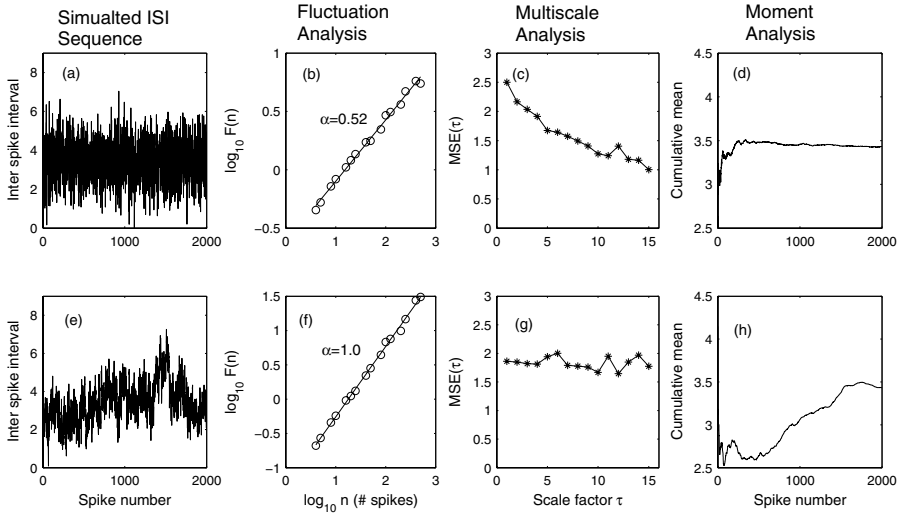 Simualted ISI
Sequence
Fluctuation
Analysis
Multiscale
Analysis
Moment
Analysis
(a)
Inter spike interval
8
6
4
2
0
0
1000
2000
(b)
α=0.52
log10 F(n)
1
0.5
0
−0.5
0
1
2
3
(c)
MSE(τ)
3
2.5
2
1.5
1
0.5
0
0
5
10
15
(d)
Cumulative mean
4.5
3.5
2.5
0
1000
2000
(e)
Inter spike interval
8
6
4
2
0
0
1000
2000
Spike number
(f)
α=1.0
log10 F(n)
1.5
1
0.5
0
−0.5
−1
0
1
2
3
log10 n (# spikes)
(g)
MSE(τ)
3
2.5
2
1.5
1
0.5
0
0
5
10
15
Scale factor τ
(h)
Cumulative mean
4.5
3.5
2.5
0
1000
2000
Spike number